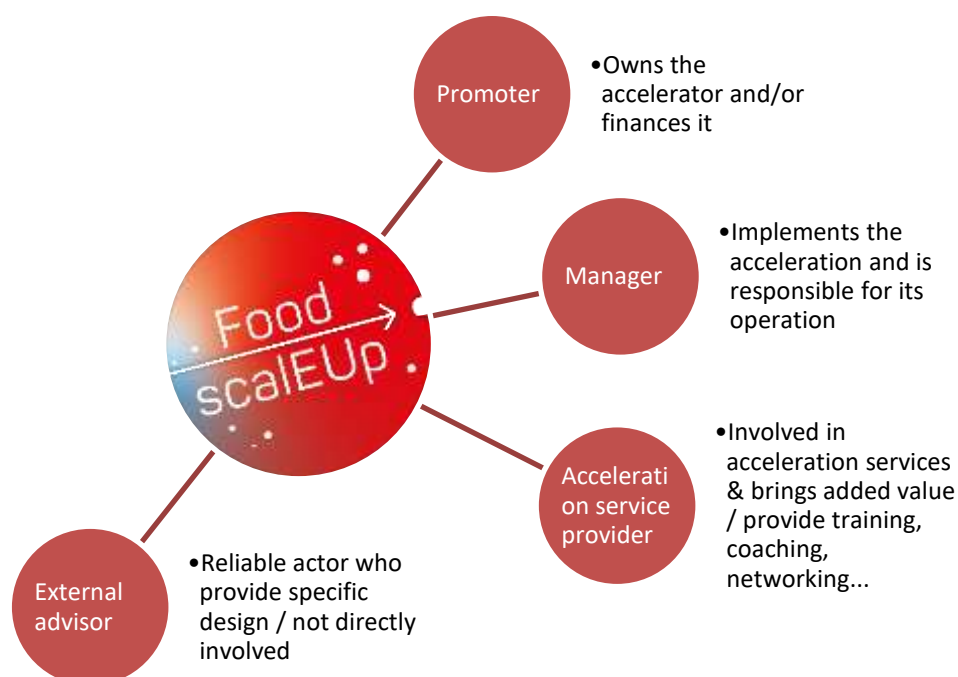 Promoter
•Owns the
accelerator and/or
finances it
Manager
•Implements the
acceleration and is
responsible for its
operation
Food
scalEUp
Accelerati
on service
provider
•Involved in
acceleration services
& brings added value
/ provide training,
coaching,
networking...
External
advisor
•Reliable actor who
provide specific
design / not directly
involved